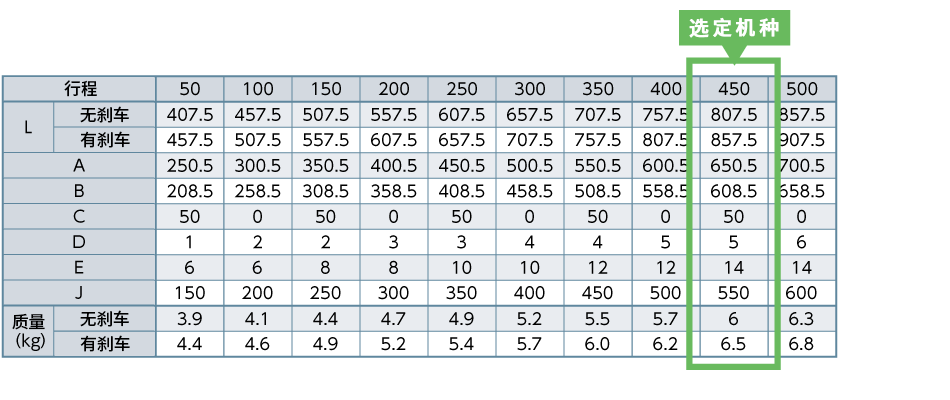 选定机种
行程 50 100 150 200 250 300 350 400 450 500
L 无刹车 407.5 457.5 507.5 557.5 607.5 657.5 707.5 757.5 807.5 857.5
有刹车 457.5 507.5 557.5 607.5 657.5 707.5 757.5 807.5 857.5 907.5
A 250.5 300.5 350.5 400.5 450.5 500.5 550.5 600.5 650.5 700.5
B 208.5 258.5 308.5 358.5 408.5 458.5 508.5 558.5 608.5 658.5
C 50 0 50 0 50 0 50 0 50 0
D 1 2 2 3 3 4 4 5 5 6
E 6 6 8 8 10 10 12 12 14 14
J 150 200 250 300 350 400 450 500 550 600
质量(kg) 无刹车 3.9 4.1 4.4 4.7 4.9 5.2 5.5 5.7 6 6.3
有刹车 4.4 4.6 4.9 5.2 5.4 5.7 6.0 6.2 6.5 6.8